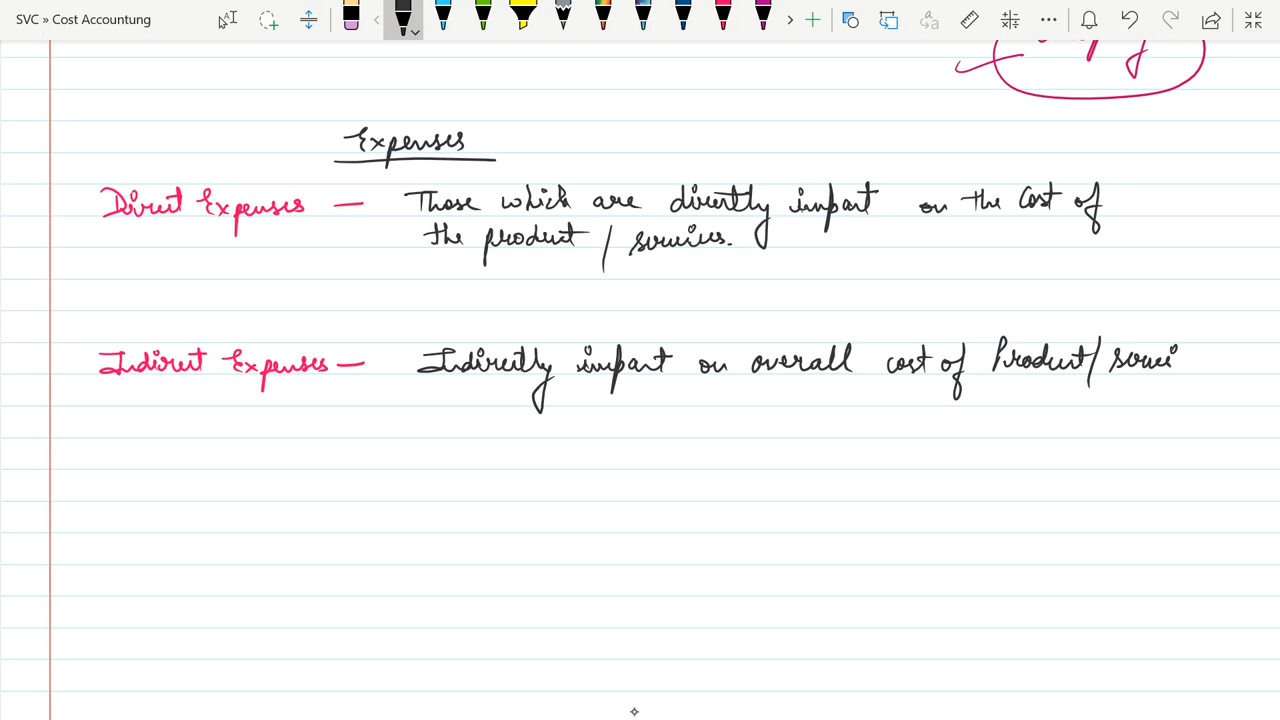 SVC » Cost Accountung
Expenses
Direct Expenses — Those which are directly impact on the cost of
the product / services.
Indirect Expenses — Indirectly impact on overall cost of Product/ servi